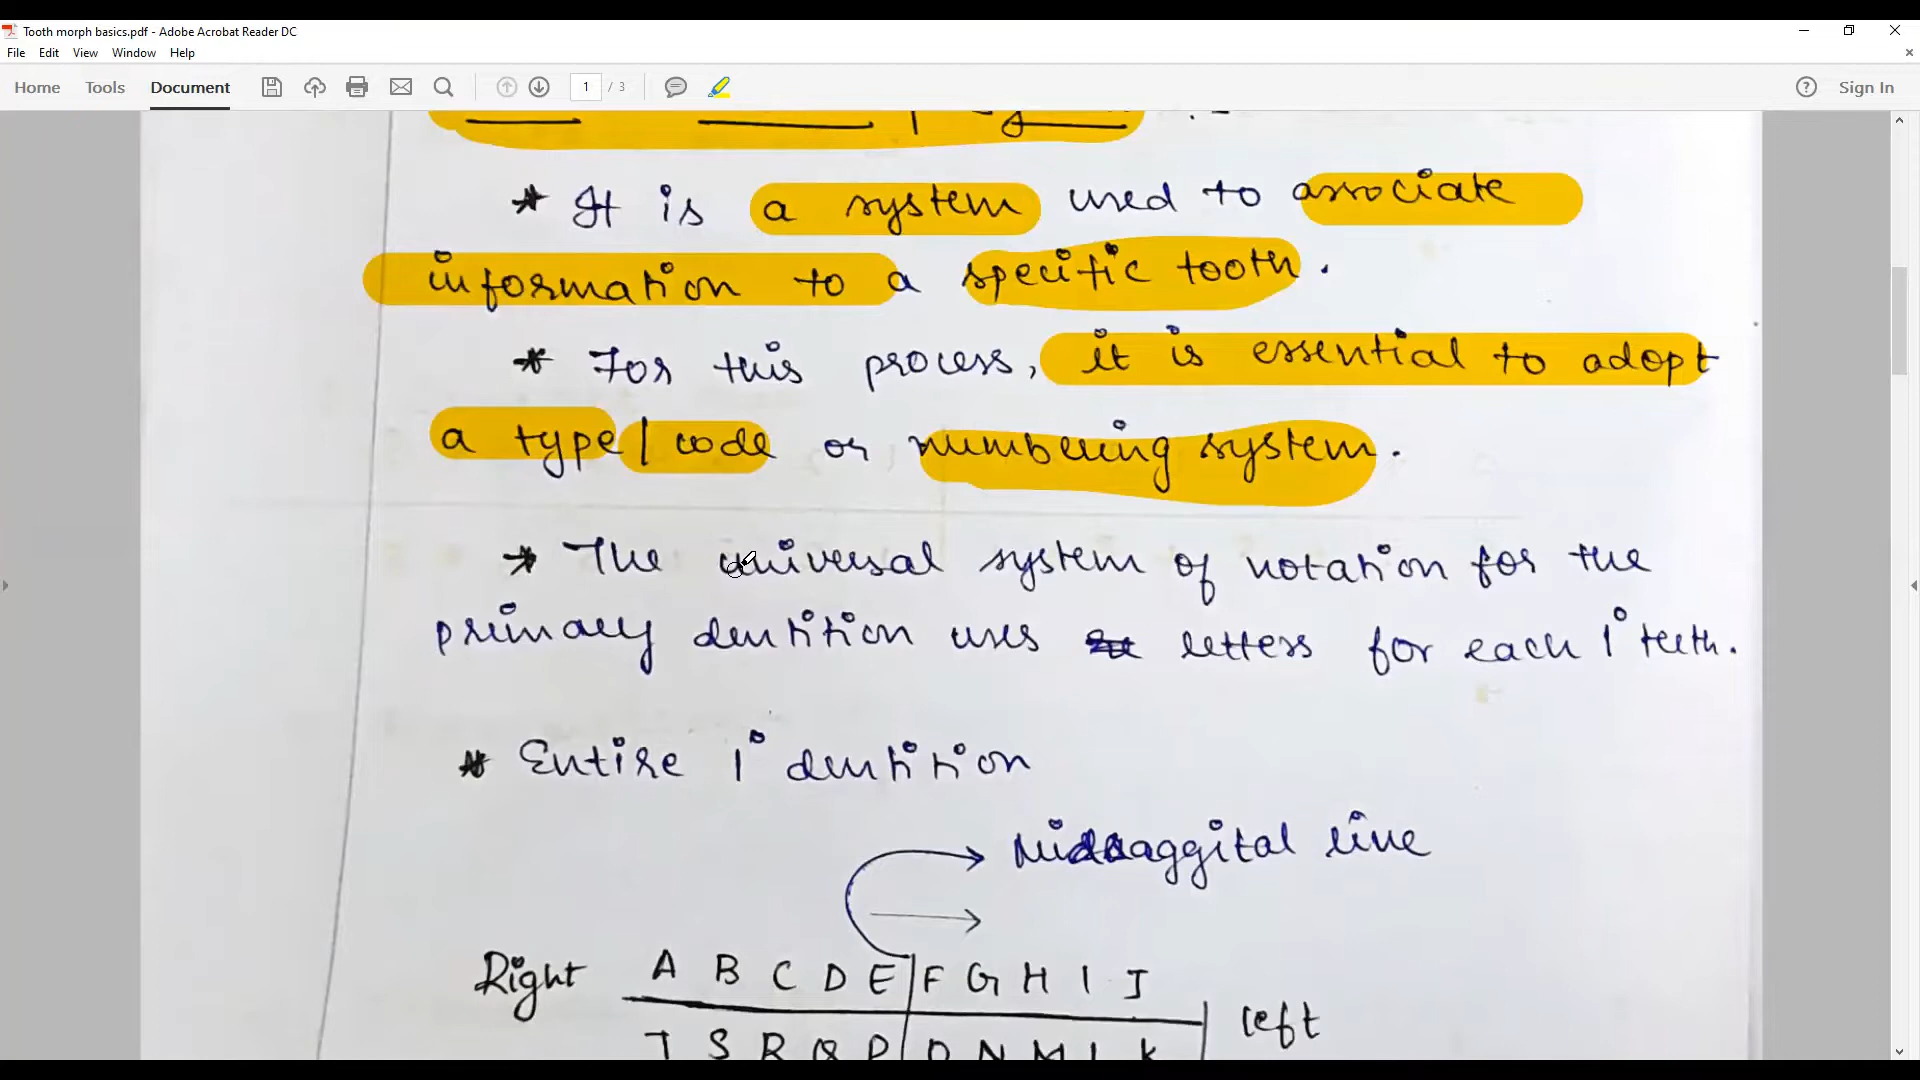 Tooth morph basics.pdf - Adobe Acrobat Reader DC
File Edit View Window Help
Home Tools Document 1 / 3 Sign In
* It is a system used to associate
information to a specific tooth.
* For this process, it is essential to adopt
a type/code or numbering system.
* The universal system of notation for the
primary dentition uses letters for each 1° teeth.
* Entire 1° dentition
Midsaggital line
Right A B C D E F G H I J
left
T S R Q P O N M L K